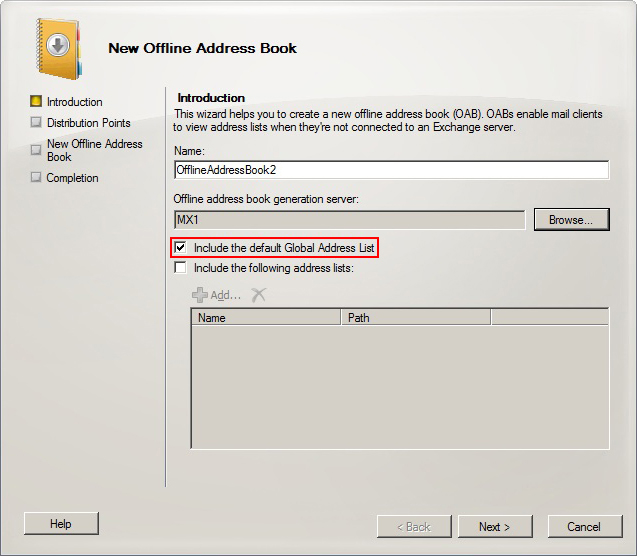 New Offline Address Book
Introduction
Distribution Points
New Offline Address
Book
Completion
Introduction
This wizard helps you to create a new offline address book (OAB). OABs enable mail clients
to view address lists when they're not connected to an Exchange server.
Name:
OfflineAddressBook2
Offline address book generation server:
MX1
Browse...
Include the default Global Address List
Include the following address lists:
Add...
Name
Path
Help
< Back
Next >
Cancel